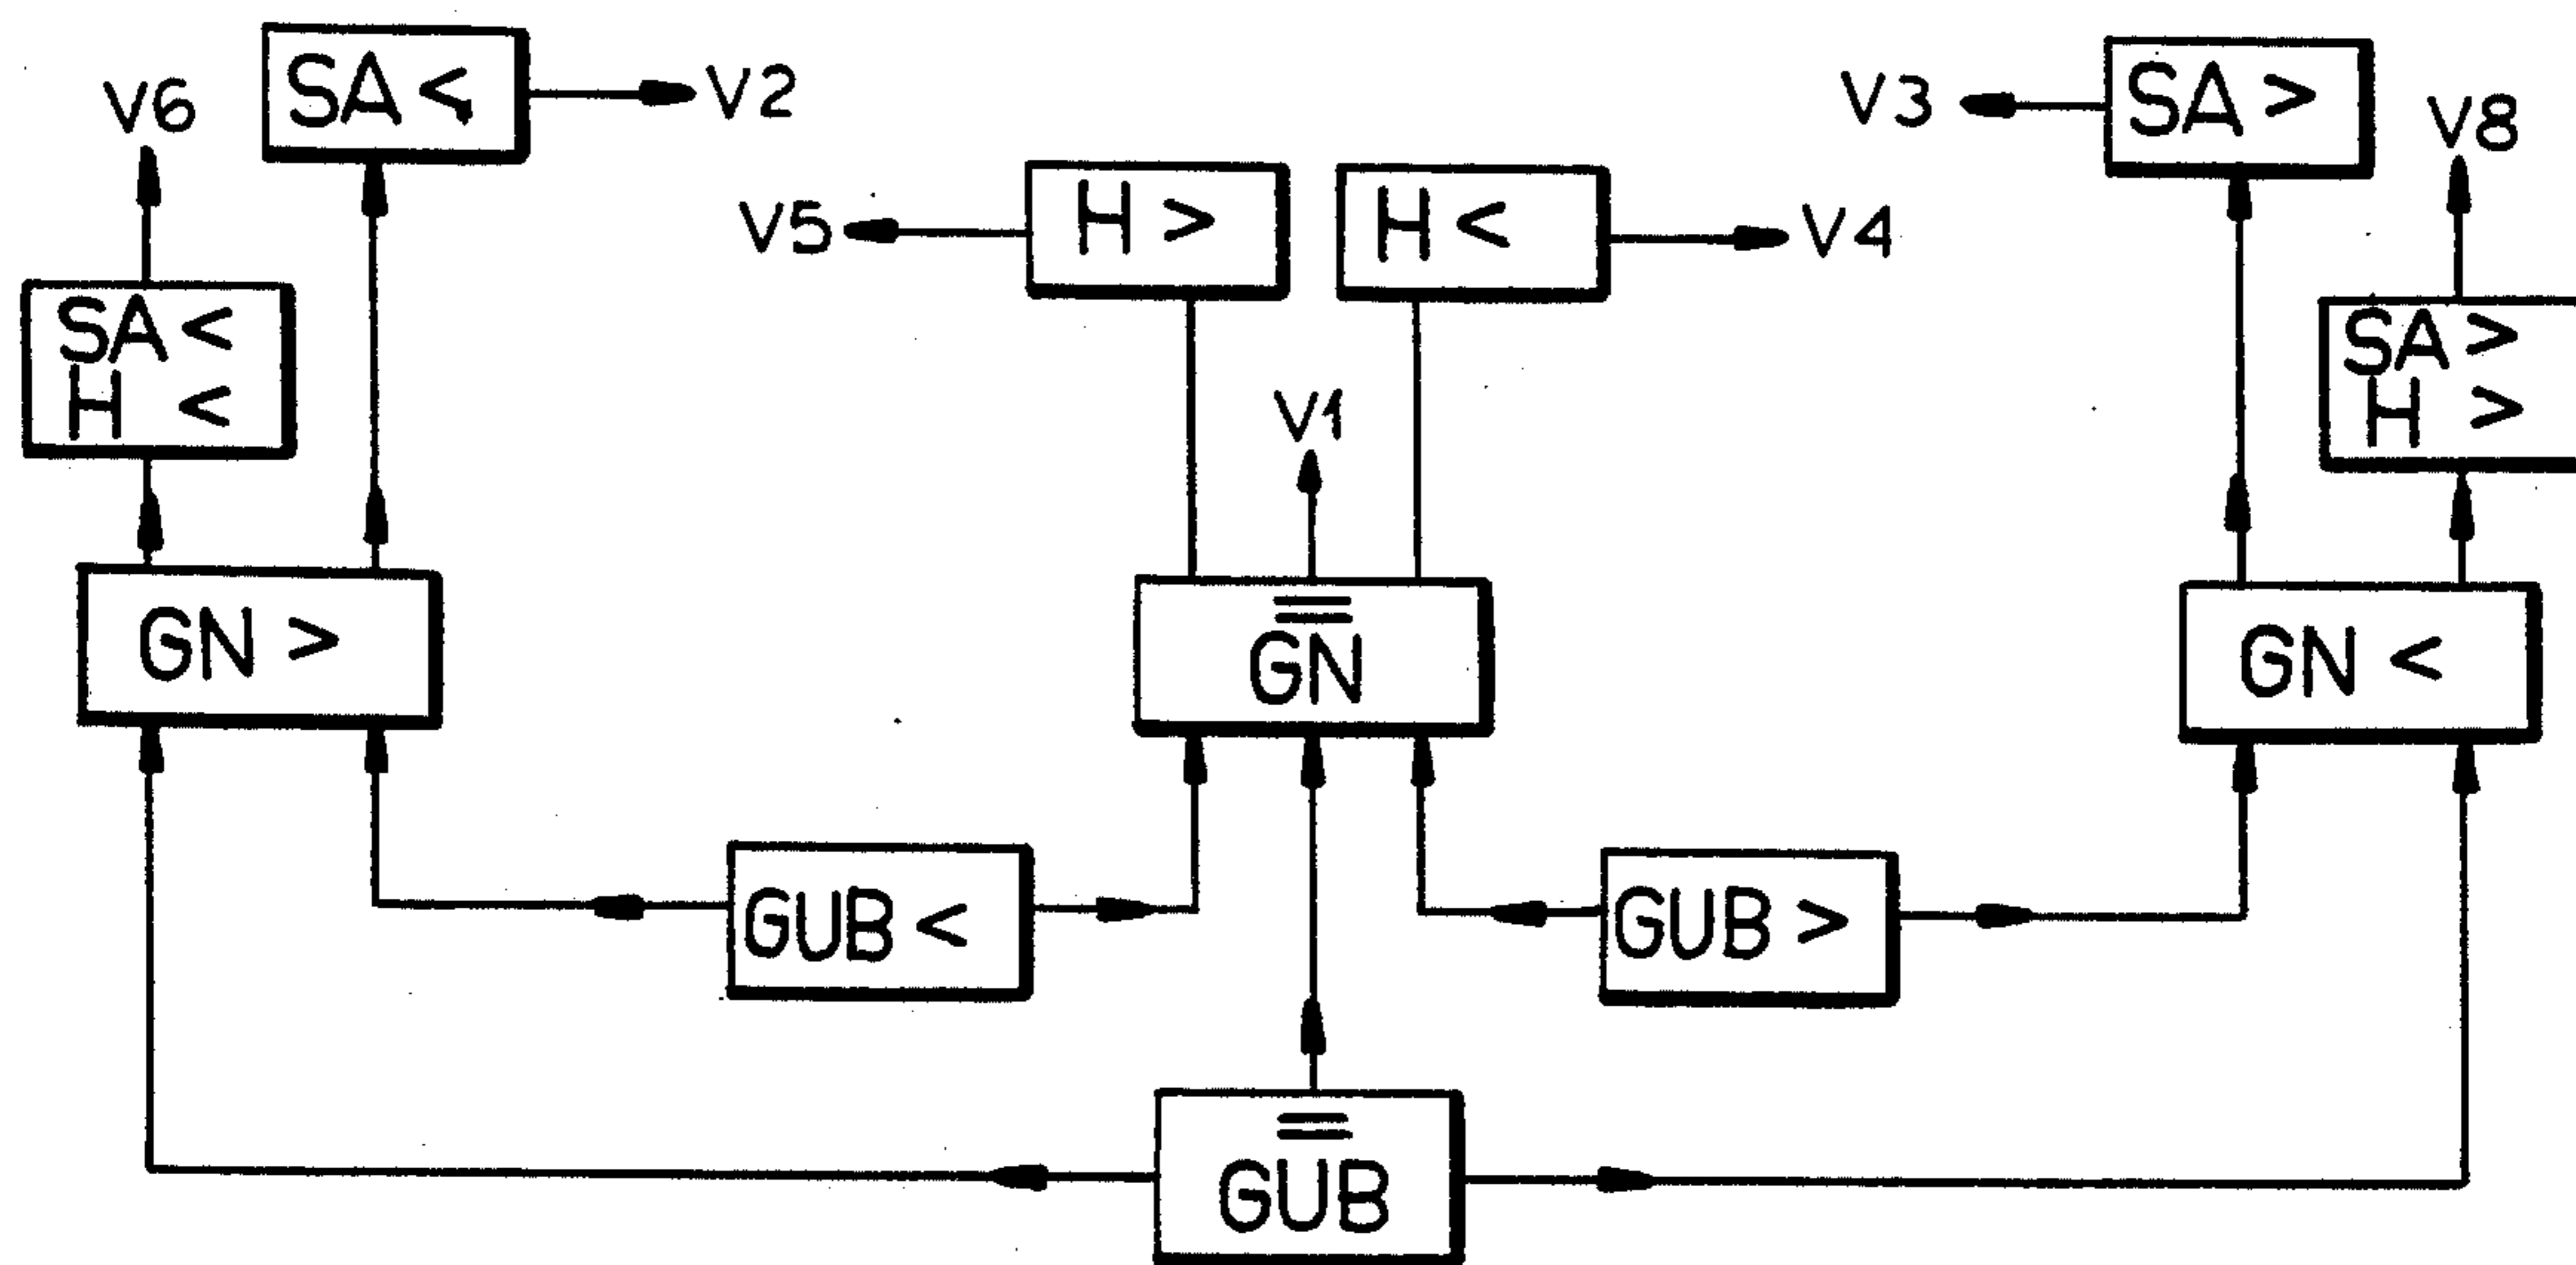 SA <
V2
V3
SA >
V6
V8
V5
H >
H <
V4
SA <
H <
SA >
H >
V1
GN >
GN
GN <
GUB <
GUB >
GUB